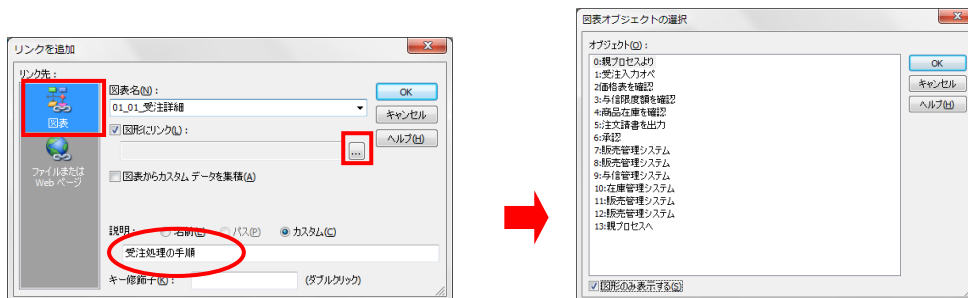 リンクを追加
リンク先：
図表
ファイルまたは
Web ページ
図表名(N)：
01_01_受注詳細
図形にリンク(L)：
...
図表からカスタム データを集積(A)
説明： 名前(E) パス(P) カスタム(C)
受注処理の手順
キー修飾子(K)： (ダブルクリック)
OK
キャンセル
ヘルプ(H)
図表オブジェクトの選択
オブジェクト(O)：
0:親プロセスより
1:受注入力オペ
2価格表を確認
3:与信限度額を確認
4:商品在庫を確認
5:注文請書を出力
6:承認
7:販売管理システム
8:販売管理システム
9:与信管理システム
10:在庫管理システム
11:販売管理システム
12:販売管理システム
13:親プロセスへ
図形のみ表示する(S)
OK
キャンセル
ヘルプ(H)